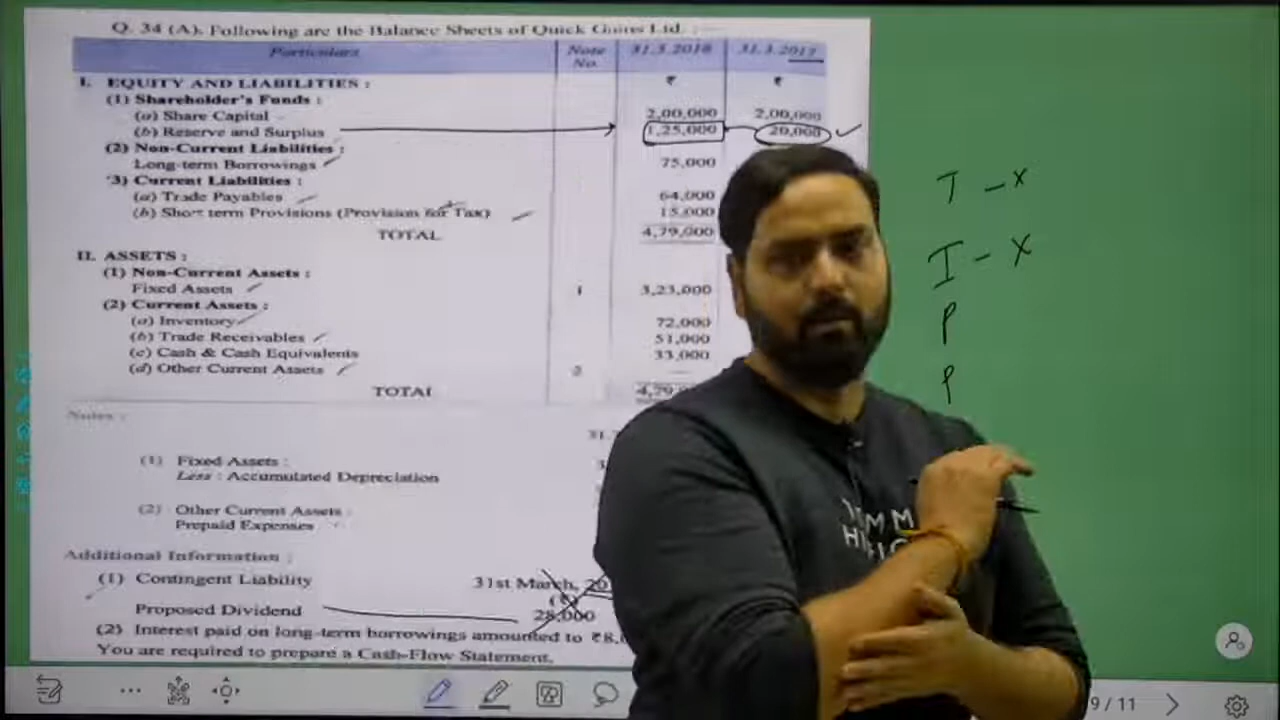 Q. 34 (A). Following are the Balance Sheets of Quick Gains Ltd. :
Particulars Note No. 31.3.2018 31.3.2017
I. EQUITY AND LIABILITIES : ₹ ₹
(1) Shareholder's Funds :
(a) Share Capital 2,00,000 2,00,000
(b) Reserve and Surplus 1,25,000 20,000
(2) Non-Current Liabilities :
Long-term Borrowings 75,000
(3) Current Liabilities :
(a) Trade Payables 64,000
(b) Short term Provisions (Provision for Tax) 15,000
TOTAL 4,79,000
II. ASSETS :
(1) Non-Current Assets :
Fixed Assets 1 3,23,000
(2) Current Assets :
(a) Inventory 72,000
(b) Trade Receivables 51,000
(c) Cash & Cash Equivalents 33,000
(d) Other Current Assets 2 —
TOTAL 4,79
Notes :
31.
(1) Fixed Assets :
Less : Accumulated Depreciation
(2) Other Current Assets :
Prepaid Expenses
Additional Information :
(1) Contingent Liability 31st March, 20
(₹)
Proposed Dividend 28,000
(2) Interest paid on long-term borrowings amounted to ₹8,
You are required to prepare a Cash-Flow Statement.
T - x
I - x
P
P
9 / 11